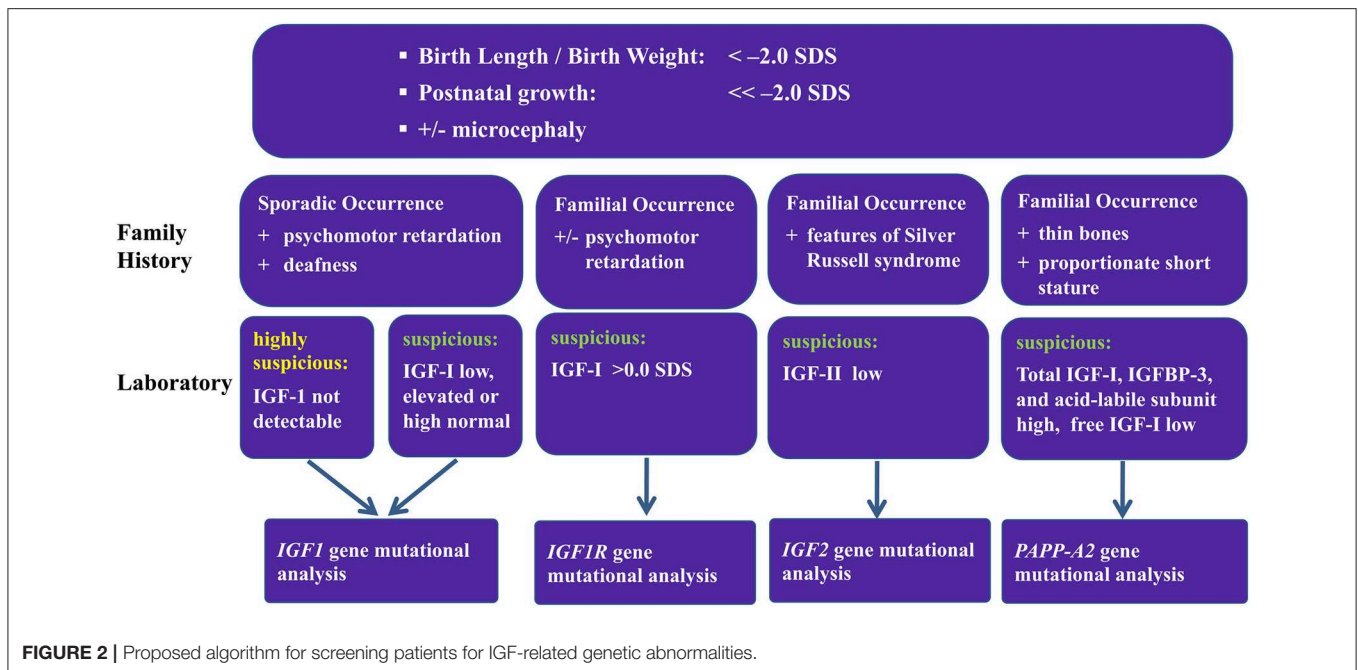 ▪ Birth Length / Birth Weight: < –2.0 SDS
▪ Postnatal growth: << –2.0 SDS
▪ +/- microcephaly
Family
History
Sporadic Occurrence
+ psychomotor retardation
+ deafness
Familial Occurrence
+/- psychomotor
retardation
Familial Occurrence
+ features of Silver
Russell syndrome
Familial Occurrence
+ thin bones
+ proportionate short
stature
Laboratory
highly
suspicious:
IGF-1 not
detectable
suspicious:
IGF-I low,
elevated or
high normal
suspicious:
IGF-I >0.0 SDS
suspicious:
IGF-II low
suspicious:
Total IGF-I, IGFBP-3,
and acid-labile subunit
high, free IGF-I low
IGF1 gene mutational
analysis
IGF1R gene
mutational analysis
IGF2 gene mutational
analysis
PAPP-A2 gene
mutational analysis
FIGURE 2 | Proposed algorithm for screening patients for IGF-related genetic abnormalities.